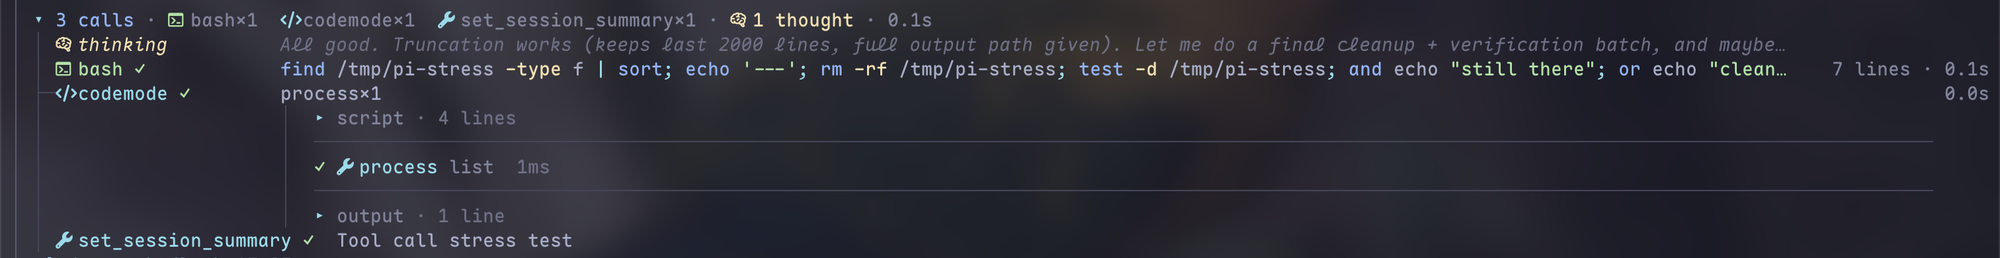 ▾ 3 calls · bash×1 </>codemode×1 set_session_summary×1 · 1 thought · 0.1s
thinking All good. Truncation works (keeps last 2000 lines, full output path given). Let me do a final cleanup + verification batch, and maybe…
bash ✓ find /tmp/pi-stress -type f | sort; echo '---'; rm -rf /tmp/pi-stress; test -d /tmp/pi-stress; and echo "still there"; or echo "clean… 7 lines · 0.1s
</>codemode ✓ process×1 0.0s
▸ script · 4 lines
✓ process list 1ms
▸ output · 1 line
set_session_summary ✓ Tool call stress test